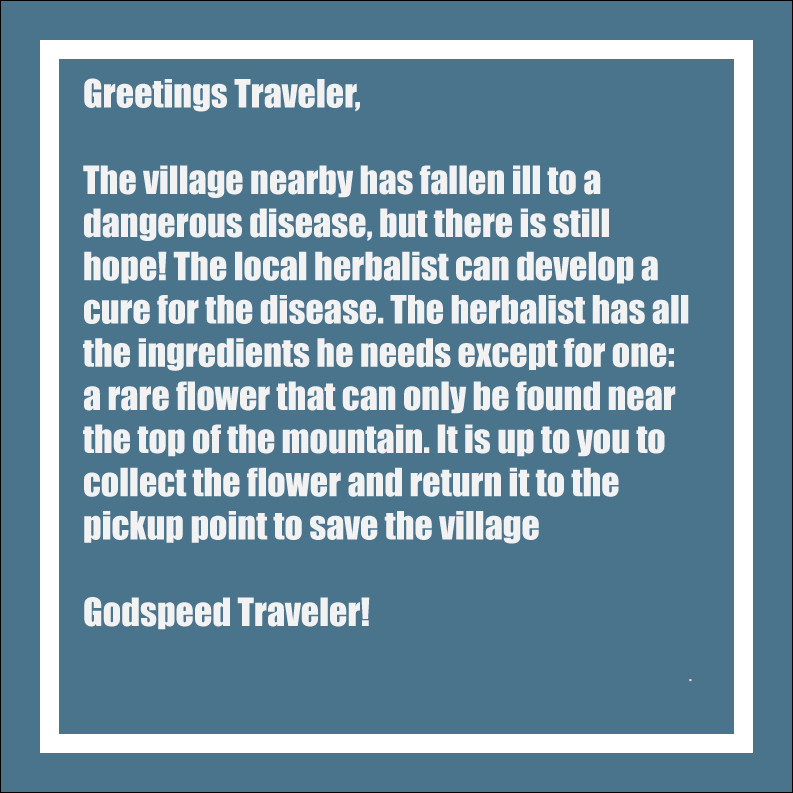 Greetings Traveler,
The village nearby has fallen ill to a
dangerous disease, but there is still
hope! The local herbalist can develop a
cure for the disease. The herbalist has all
the ingredients he needs except for one:
a rare flower that can only be found near
the top of the mountain. It is up to you to
collect the flower and return it to the
pickup point to save the village
Godspeed Traveler!
.